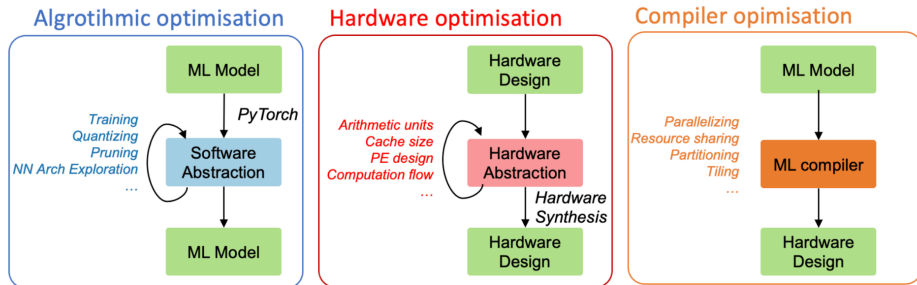 Algrotihmic optimisation
ML Model
PyTorch
Training
Quantizing
Pruning
NN Arch Exploration
...
Software
Abstraction
ML Model
Hardware optimisation
Hardware
Design
Arithmetic units
Cache size
PE design
Computation flow
...
Hardware
Abstraction
Hardware
Synthesis
Hardware
Design
Compiler opimisation
ML Model
Parallelizing
Resource sharing
Partitioning
Tiling
...
ML compiler
Hardware
Design